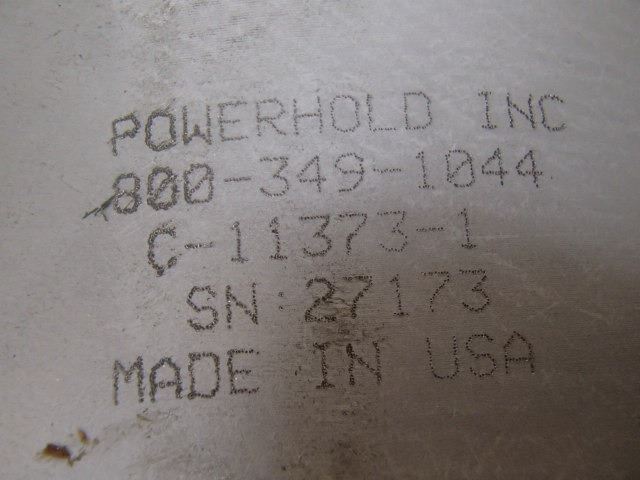 POWERHOLD INC
800-349-1044
C-11373-1
SN:27173
MADE IN USA